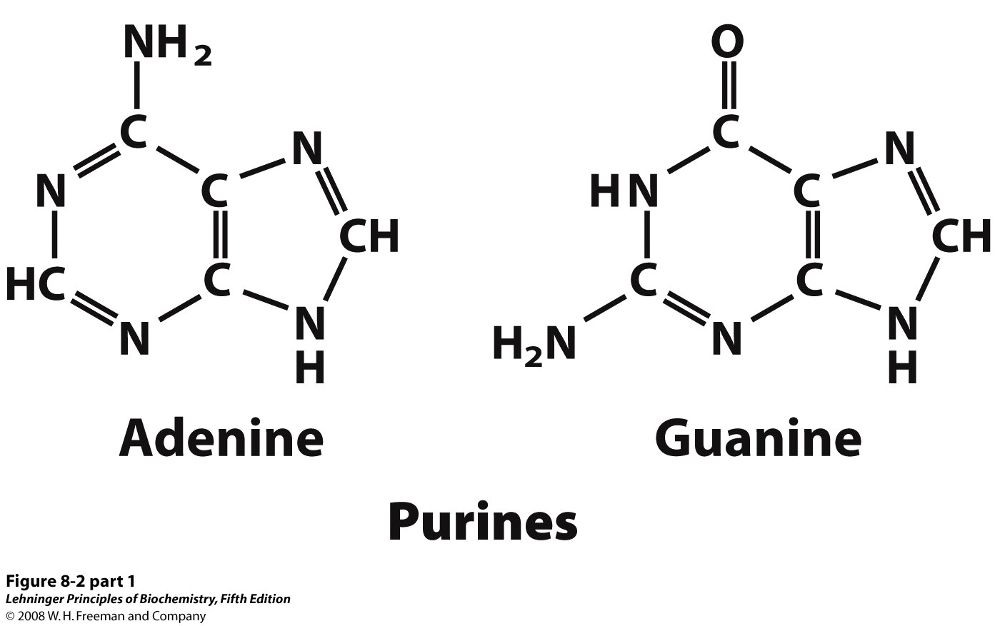 NH2 O
C N C N
N C HN C
CH CH
HC C C C
N N H2N N N
H H
Adenine Guanine
Purines
Figure 8-2 part 1
Lehninger Principles of Biochemistry, Fifth Edition
© 2008 W. H. Freeman and Company